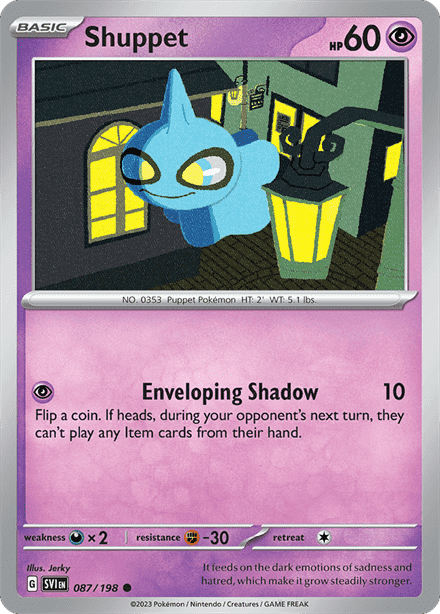 BASIC
Shuppet
HP60
NO. 0353 Puppet Pokémon HT: 2' WT: 5.1 lbs.
Enveloping Shadow 10
Flip a coin. If heads, during your opponent's next turn, they
can't play any Item cards from their hand.
weakness ×2 resistance -30 retreat
Illus. Jerky
G SVI EN 087/198
It feeds on the dark emotions of sadness and
hatred, which make it grow steadily stronger.
©2023 Pokémon / Nintendo / Creatures / GAME FREAK